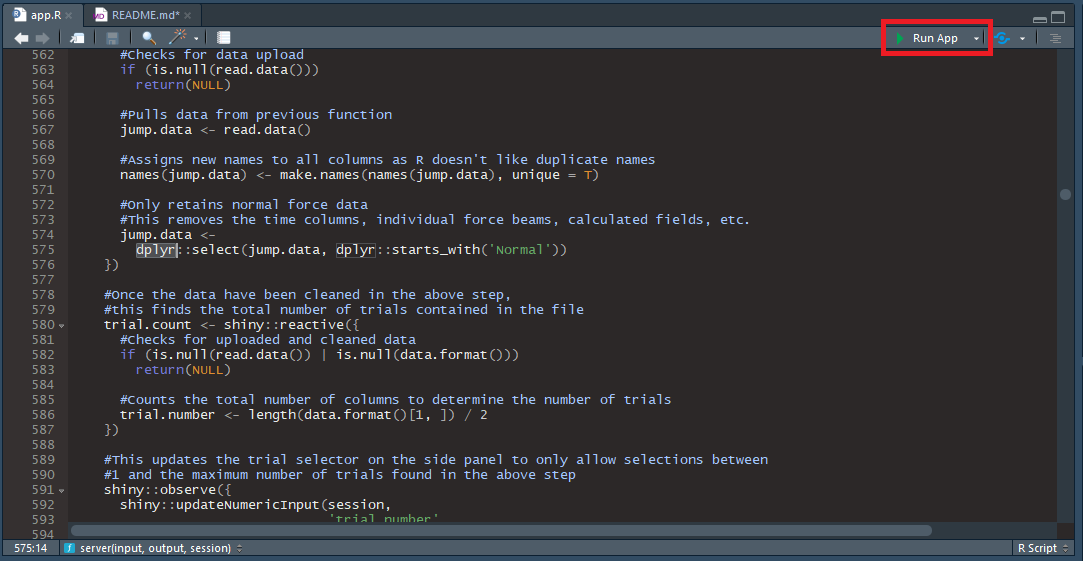 app.R
README.md*
Run App
562 #Checks for data upload
563 if (is.null(read.data()))
564 return(NULL)
565
566 #Pulls data from previous function
567 jump.data <- read.data()
568
569 #Assigns new names to all columns as R doesn't like duplicate names
570 names(jump.data) <- make.names(names(jump.data), unique = T)
571
572 #Only retains normal force data
573 #This removes the time columns, individual force beams, calculated fields, etc.
574 jump.data <-
575 dplyr::select(jump.data, dplyr::starts_with('Normal'))
576 })
577
578 #Once the data have been cleaned in the above step,
579 #this finds the total number of trials contained in the file
580 trial.count <- shiny::reactive({
581 #Checks for uploaded and cleaned data
582 if (is.null(read.data()) | is.null(data.format()))
583 return(NULL)
584
585 #Counts the total number of columns to determine the number of trials
586 trial.number <- length(data.format()[1, ]) / 2
587 })
588
589 #This updates the trial selector on the side panel to only allow selections between
590 #1 and the maximum number of trials found in the above step
591 shiny::observe({
592 shiny::updateNumericInput(session,
593 'trial number'
594
575:14 server(input, output, session) R Script